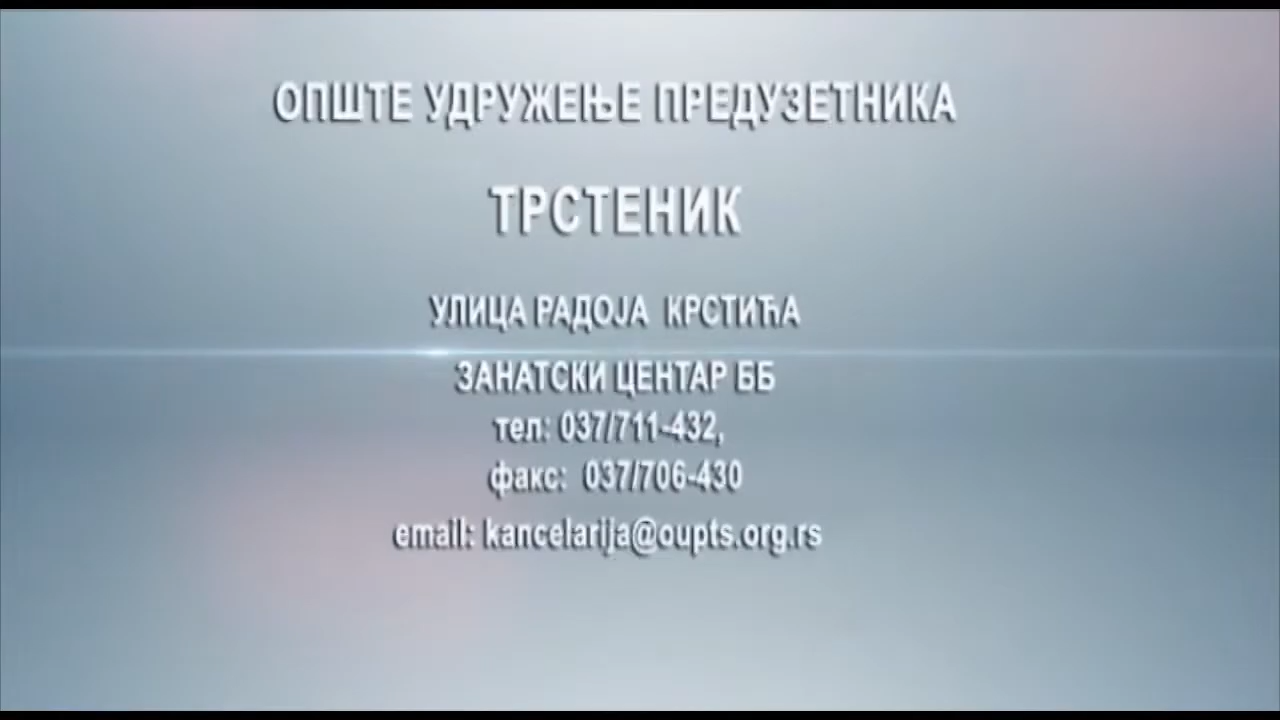 ОПШТЕ УДРУЖЕЊЕ ПРЕДУЗЕТНИКА
ТРСТЕНИК
УЛИЦА РАДОЈА КРСТИЋА
ЗАНАТСКИ ЦЕНТАР ББ
тел: 037/711-432,
факс: 037/706-430
email: kancelarija@oupts.org.rs